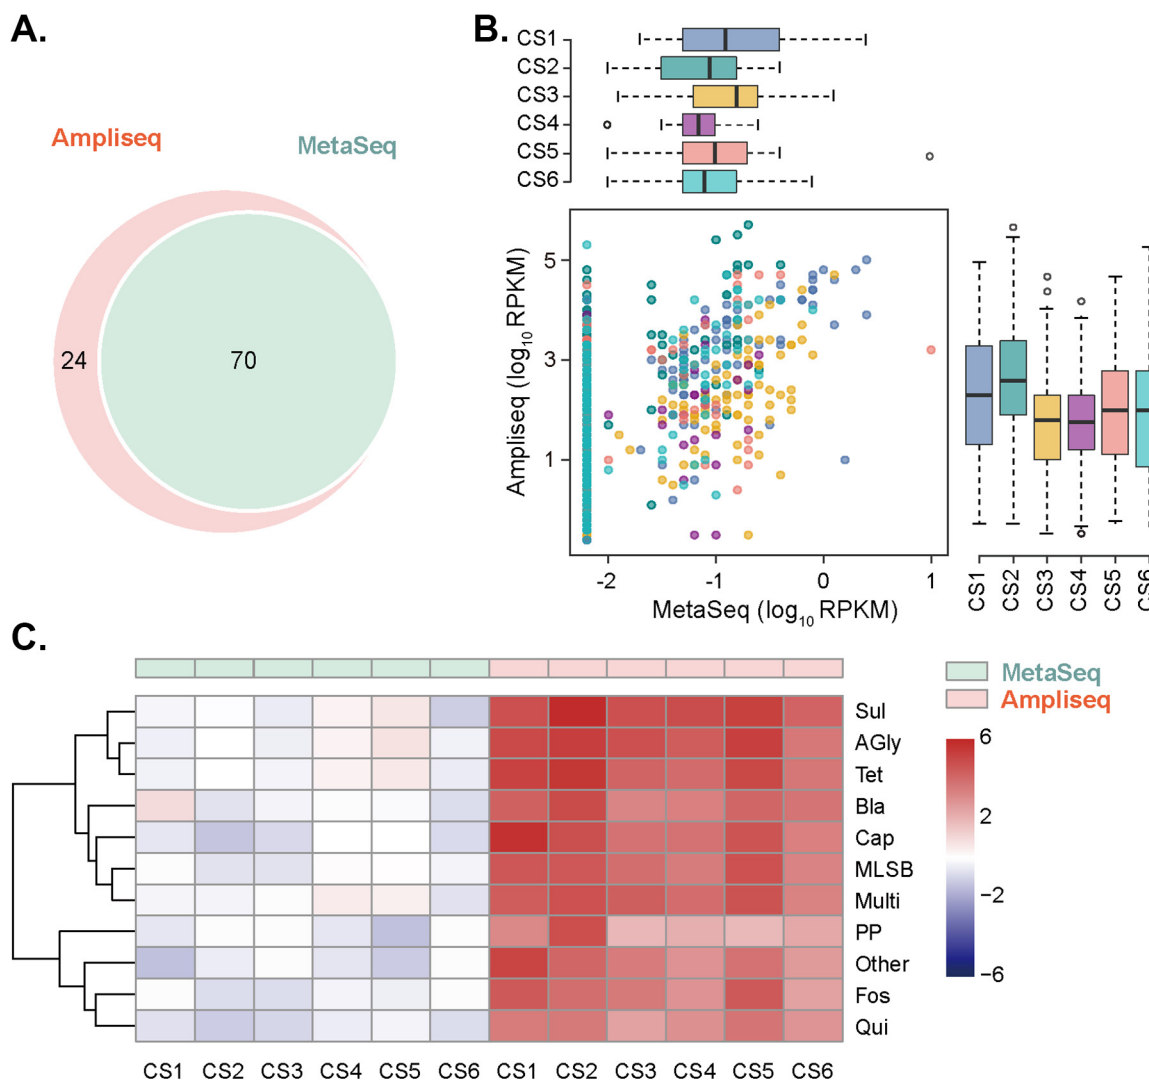 A.
Ampliseq
MetaSeq
24
70
B.
CS1
CS2
CS3
CS4
CS5
CS6
Ampliseq (log10 RPKM)
5
3
1
-2
-1
0
1
MetaSeq (log10 RPKM)
CS1
CS2
CS3
CS4
CS5
CS6
C.
MetaSeq
Ampliseq
Sul
AGly
Tet
Bla
Cap
MLSB
Multi
PP
Other
Fos
Qui
6
2
−2
−6
CS1 CS2 CS3 CS4 CS5 CS6 CS1 CS2 CS3 CS4 CS5 CS6